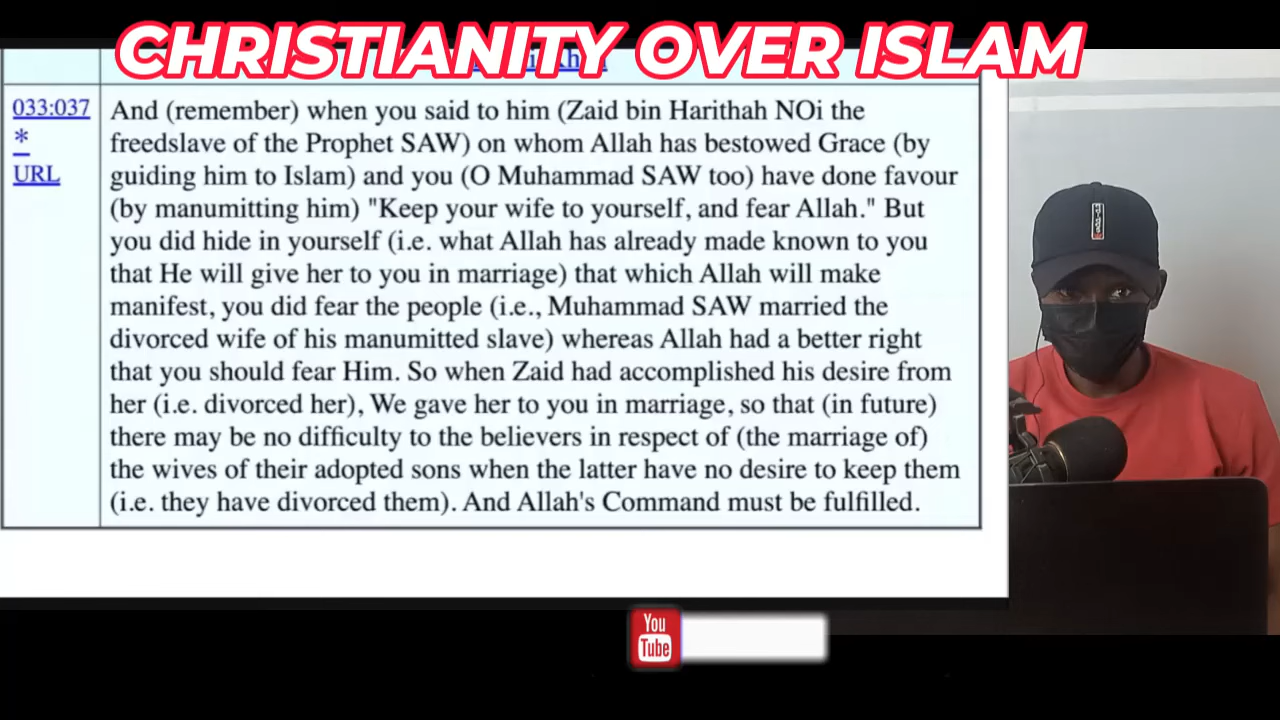 CHRISTIANITY OVER ISLAM
033:037
*
URL
And (remember) when you said to him (Zaid bin Harithah NOi the
freedslave of the Prophet SAW) on whom Allah has bestowed Grace (by
guiding him to Islam) and you (O Muhammad SAW too) have done favour
(by manumitting him) "Keep your wife to yourself, and fear Allah." But
you did hide in yourself (i.e. what Allah has already made known to you
that He will give her to you in marriage) that which Allah will make
manifest, you did fear the people (i.e., Muhammad SAW married the
divorced wife of his manumitted slave) whereas Allah had a better right
that you should fear Him. So when Zaid had accomplished his desire from
her (i.e. divorced her), We gave her to you in marriage, so that (in future)
there may be no difficulty to the believers in respect of (the marriage of)
the wives of their adopted sons when the latter have no desire to keep them
(i.e. they have divorced them). And Allah's Command must be fulfilled.
You
Tube